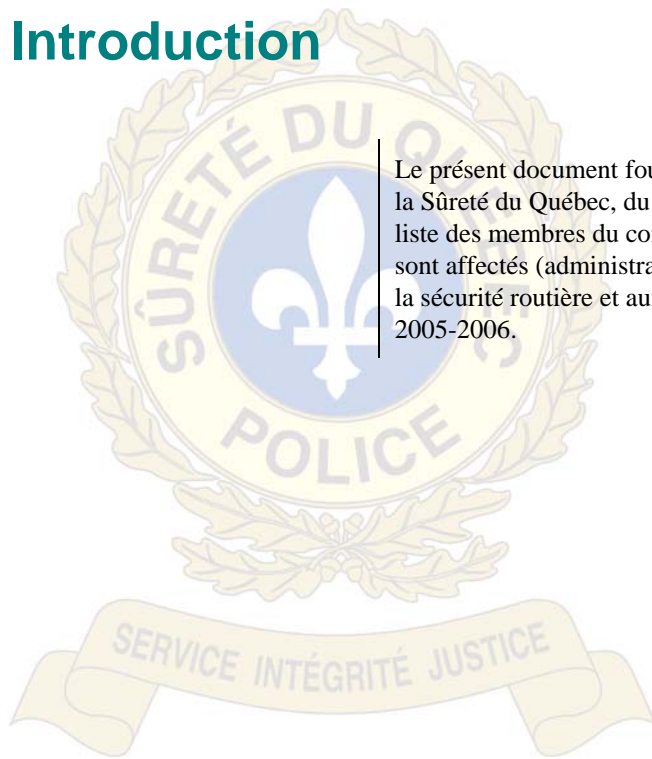 Introduction
SÛRETÉ DU QUÉBEC
POLICE
Le présent document fou
la Sûreté du Québec, du
liste des membres du co
sont affectés (administra
la sécurité routière et au
2005-2006.
SERVICE INTÉGRITÉ JUSTICE